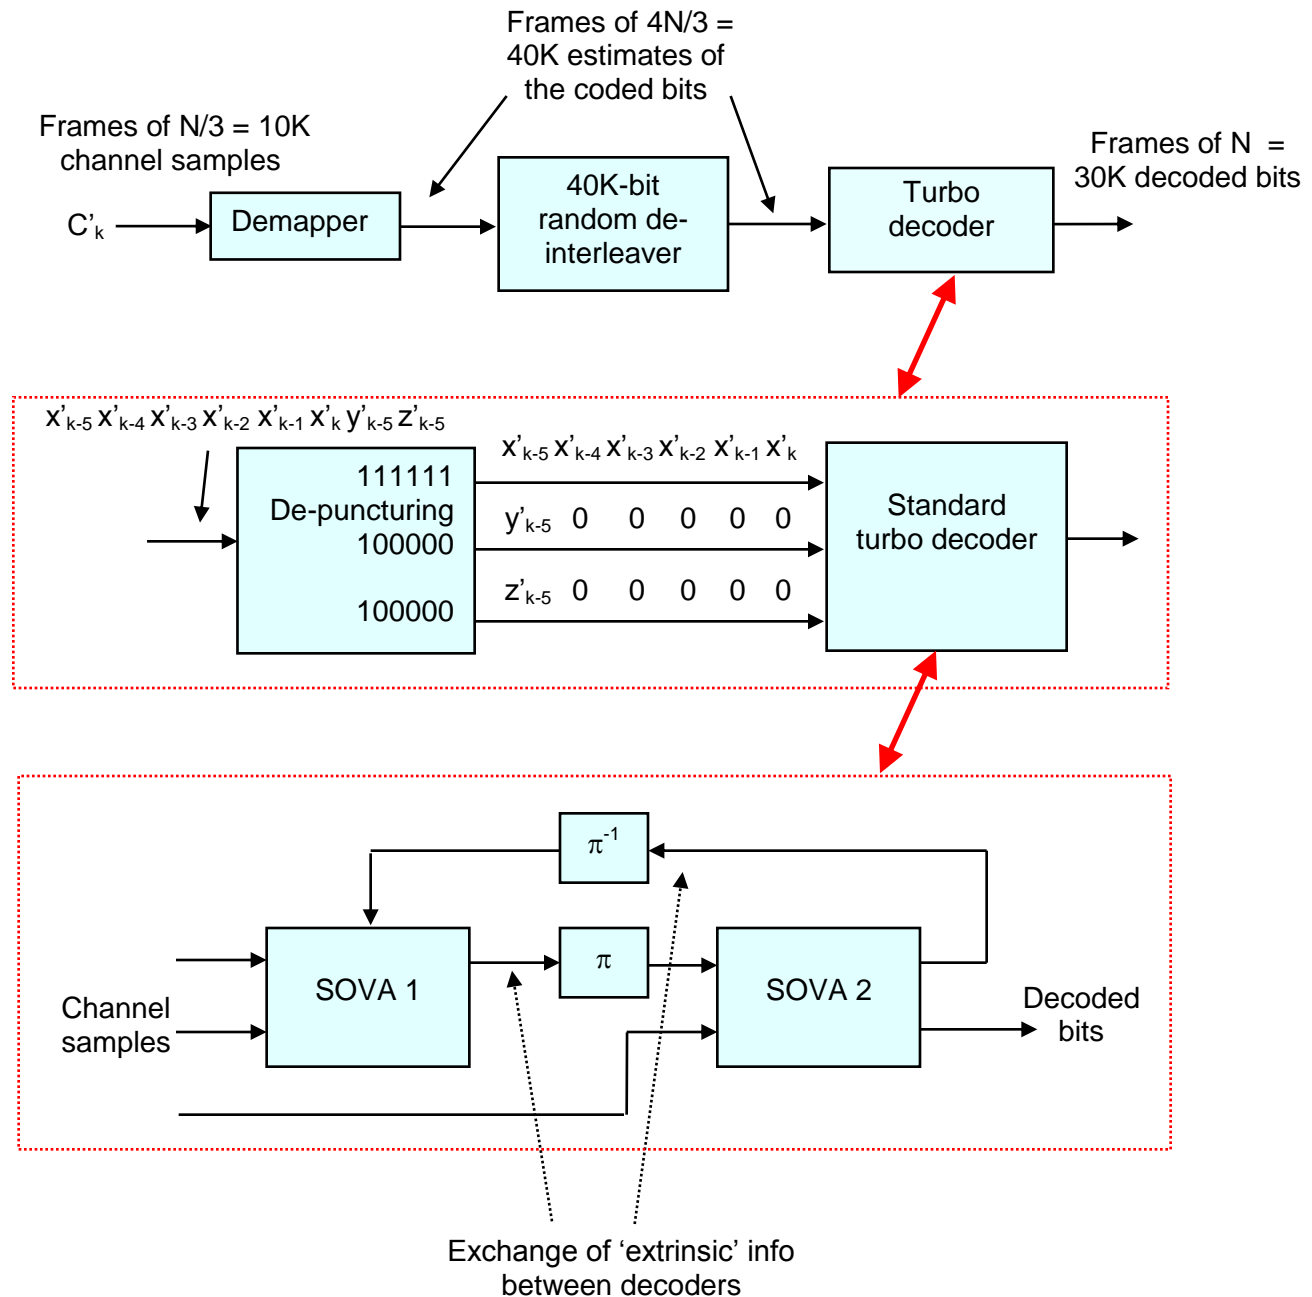 Frames of 4N/3 =
40K estimates of
the coded bits
Frames of N/3 = 10K
channel samples
Frames of N =
30K decoded bits
C'k
Demapper
40K-bit
random de-
interleaver
Turbo
decoder
x'k-5 x'k-4 x'k-3 x'k-2 x'k-1 x'k y'k-5 z'k-5
111111
De-puncturing
100000
100000
x'k-5 x'k-4 x'k-3 x'k-2 x'k-1 x'k
y'k-5 0 0 0 0 0
z'k-5 0 0 0 0 0
Standard
turbo decoder
π-1
SOVA 1
π
SOVA 2
Channel
samples
Decoded
bits
Exchange of ‘extrinsic’ info
between decoders